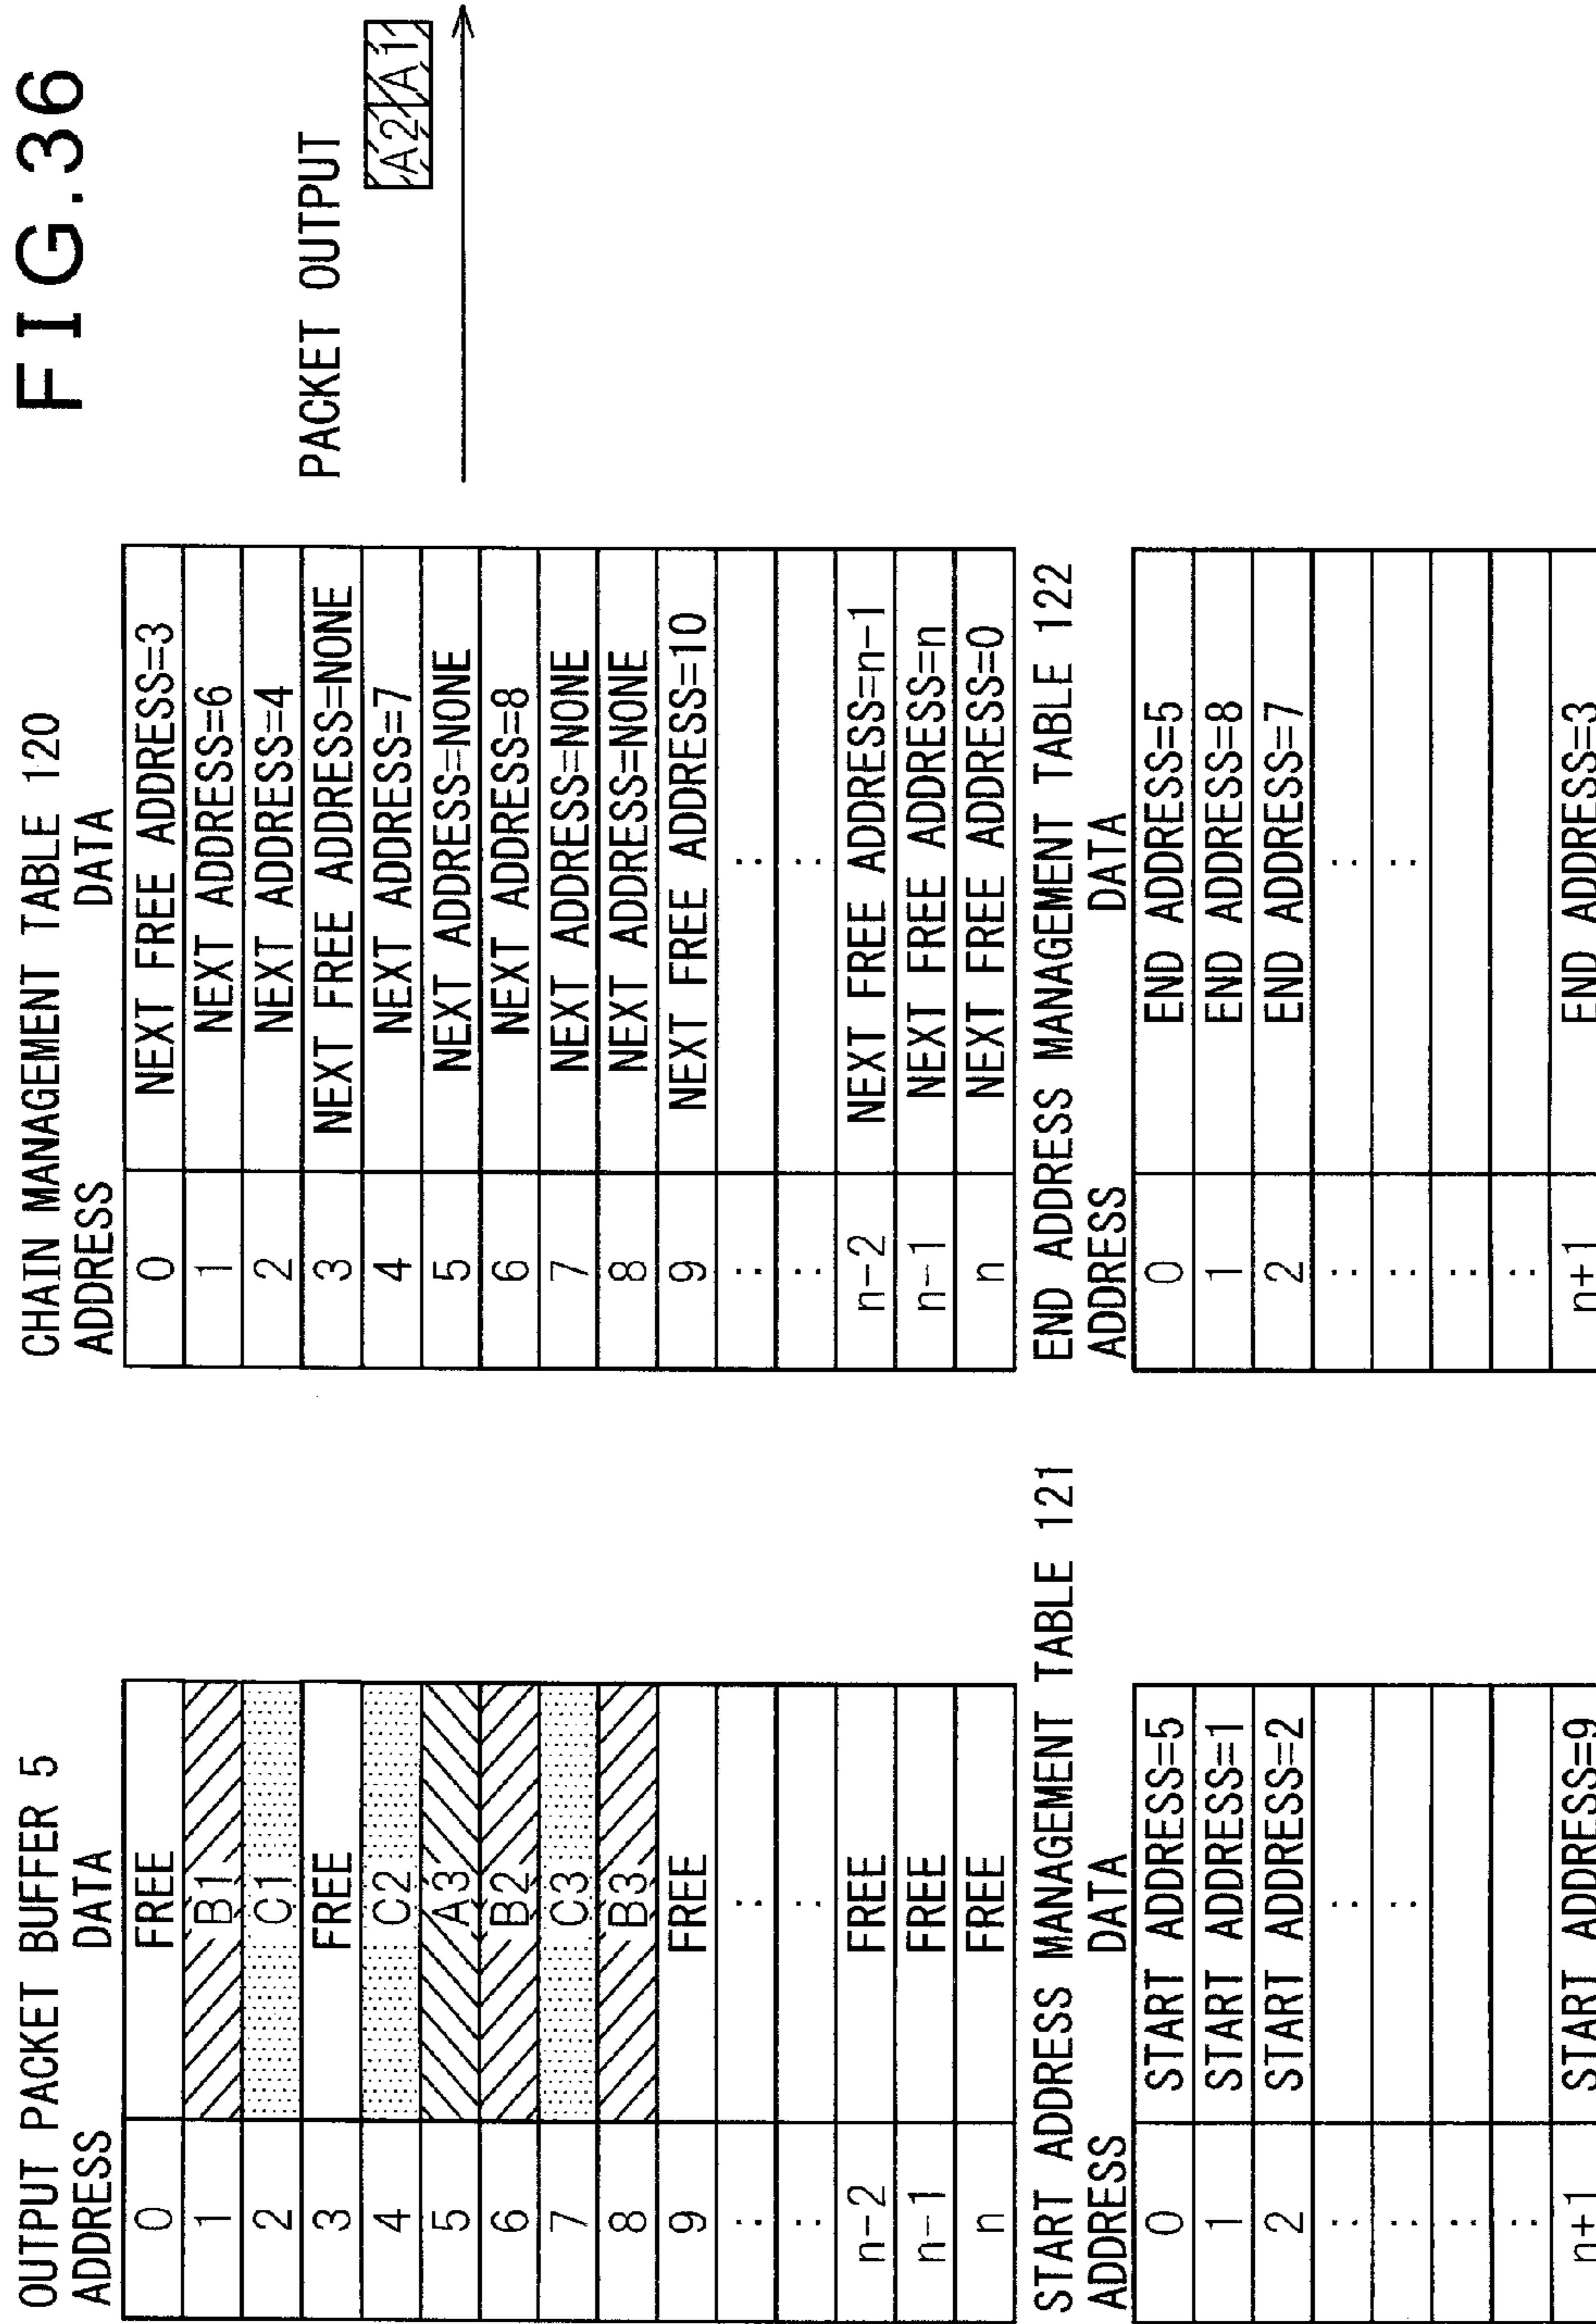 FIG.36
OUTPUT PACKET BUFFER 5
ADDRESS DATA
0 FREE
1 B1
2 C1
3 FREE
4 C2
5 A3
6 B2
7 C3
8 B3
9 FREE
: :
: :
n-2 FREE
n-1 FREE
n FREE
CHAIN MANAGEMENT TABLE 120
ADDRESS DATA
0 NEXT FREE ADDRESS=3
1 NEXT ADDRESS=6
2 NEXT ADDRESS=4
3 NEXT FREE ADDRESS=NONE
4 NEXT ADDRESS=7
5 NEXT ADDRESS=NONE
6 NEXT ADDRESS=8
7 NEXT ADDRESS=NONE
8 NEXT ADDRESS=NONE
9 NEXT FREE ADDRESS=10
: :
: :
n-2 NEXT FREE ADDRESS=n-1
n-1 NEXT FREE ADDRESS=n
n NEXT FREE ADDRESS=0
PACKET OUTPUT
A2 A1
START ADDRESS MANAGEMENT TABLE 121
ADDRESS DATA
0 START ADDRESS=5
1 START ADDRESS=1
2 START ADDRESS=2
: :
: :
:
:
n+1 START ADDRESS=9
END ADDRESS MANAGEMENT TABLE 122
ADDRESS DATA
0 END ADDRESS=5
1 END ADDRESS=8
2 END ADDRESS=7
: :
: :
:
:
n+1 END ADDRESS=3